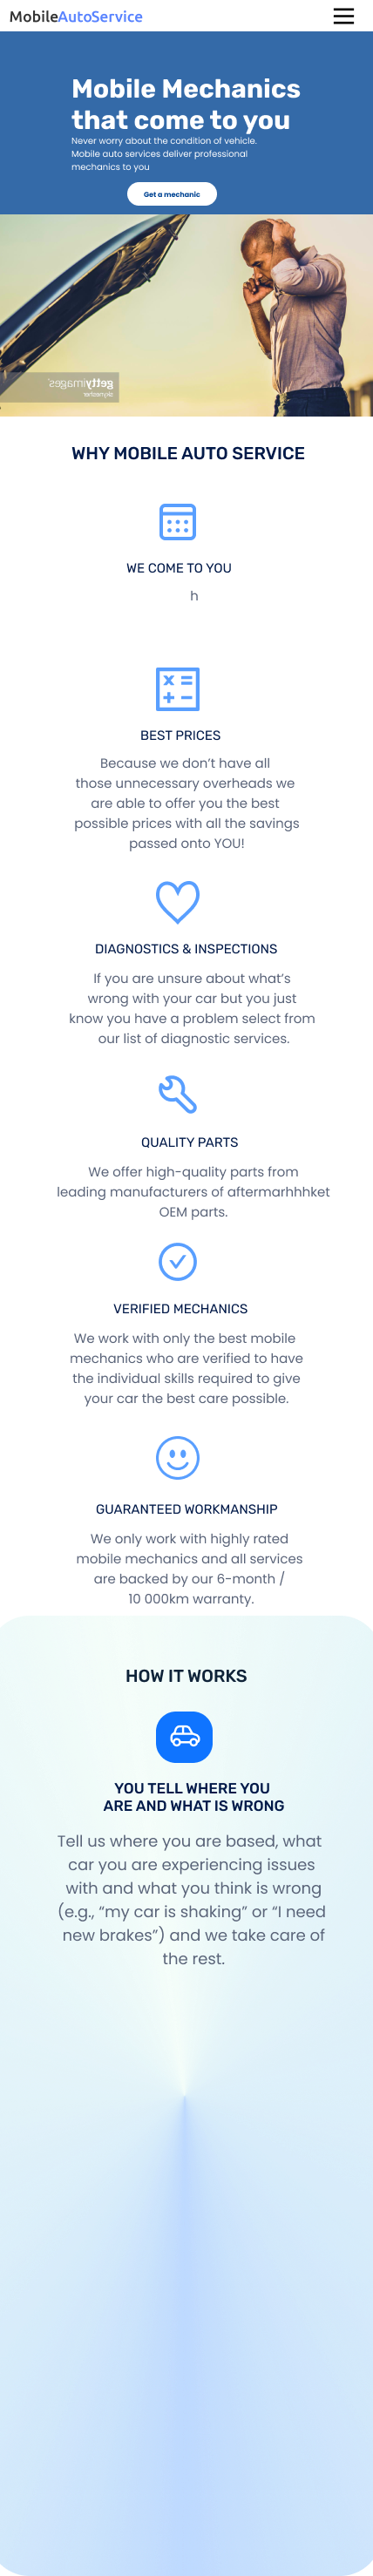 MobileAutoService
Mobile Mechanics
that come to you
Never worry about the condition of vehicle.
Mobile auto services deliver professional
mechanics to you
Get a mechanic
gettyimages®
skynesher
WHY MOBILE AUTO SERVICE
WE COME TO YOU
h
BEST PRICES
Because we don’t have all
those unnecessary overheads we
are able to offer you the best
possible prices with all the savings
passed onto YOU!
DIAGNOSTICS & INSPECTIONS
If you are unsure about what’s
wrong with your car but you just
know you have a problem select from
our list of diagnostic services.
QUALITY PARTS
We offer high-quality parts from
leading manufacturers of aftermarhhhket
OEM parts.
VERIFIED MECHANICS
We work with only the best mobile
mechanics who are verified to have
the individual skills required to give
your car the best care possible.
GUARANTEED WORKMANSHIP
We only work with highly rated
mobile mechanics and all services
are backed by our 6-month /
10 000km warranty.
HOW IT WORKS
YOU TELL WHERE YOU
ARE AND WHAT IS WRONG
Tell us where you are based, what
car you are experiencing issues
with and what you think is wrong
(e.g., “my car is shaking” or “I need
new brakes”) and we take care of
the rest.